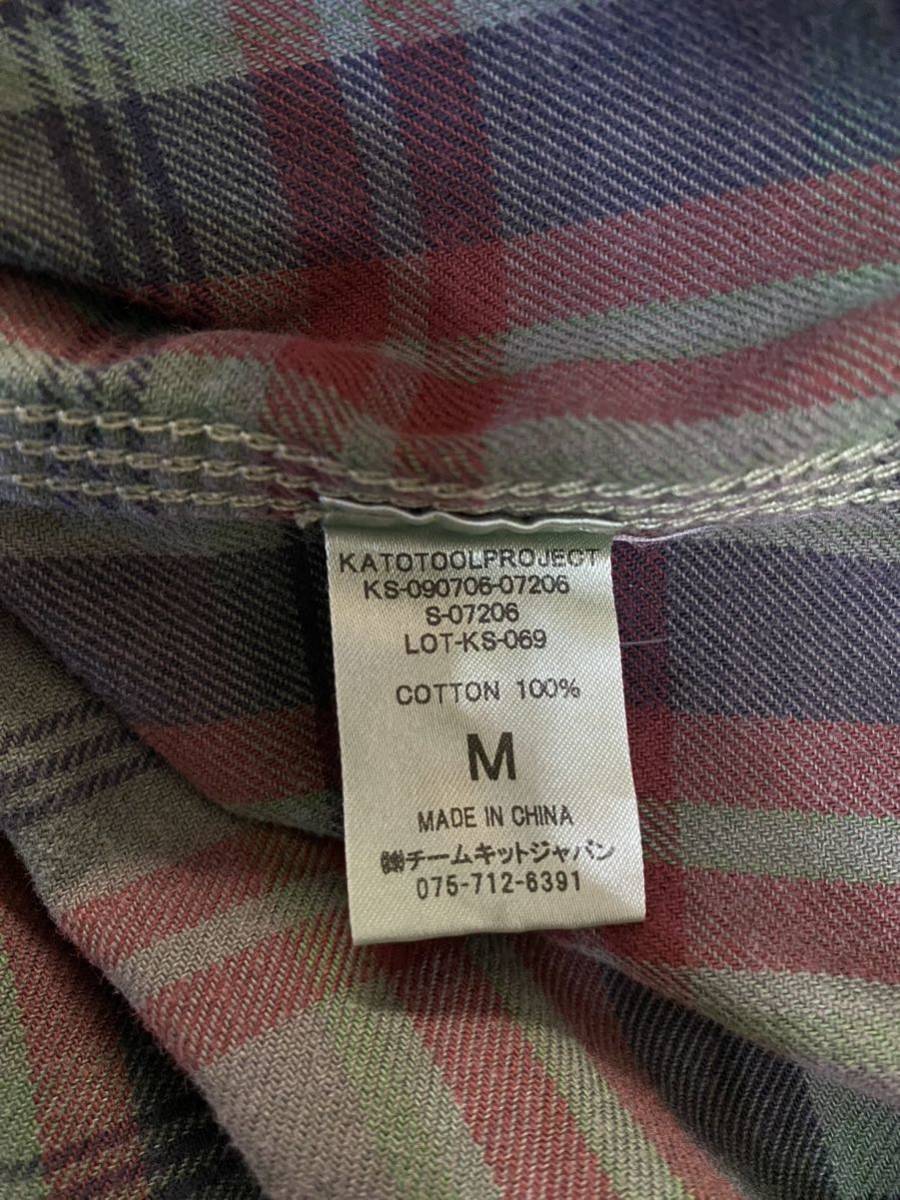 KATOTOOLPROJECT
KS-090706-07206
S-07206
LOT-KS-069
COTTON 100%
M
MADE IN CHINA
㈱チームキットジャパン
075-712-6391